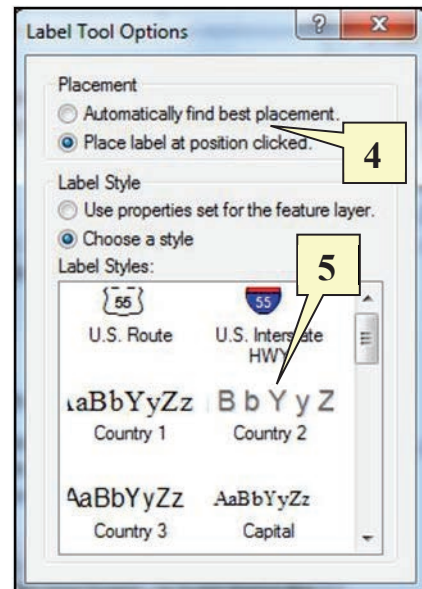 Label Tool Options
?
X
Placement
Automatically find best placement.
Place label at position clicked.
4
Label Style
Use properties set for the feature layer.
Choose a style
Label Styles:
5
55 55
U.S. Route U.S. Interstate
HWY
AaBbYyZz B b Y y Z
Country 1 Country 2
AaBbYyZz AaBbYyZz
Country 3 Capital